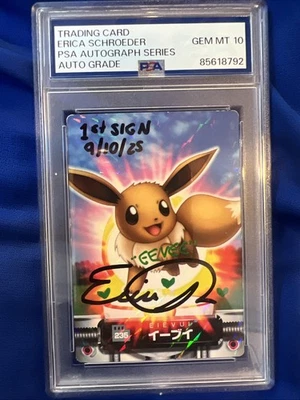 TRADING CARD
ERICA SCHROEDER GEM MT 10
PSA AUTOGRAPH SERIES
AUTO GRADE PSA 85618792
1st SIGN
9/10/25
"EEVEE"
235
イーブイ